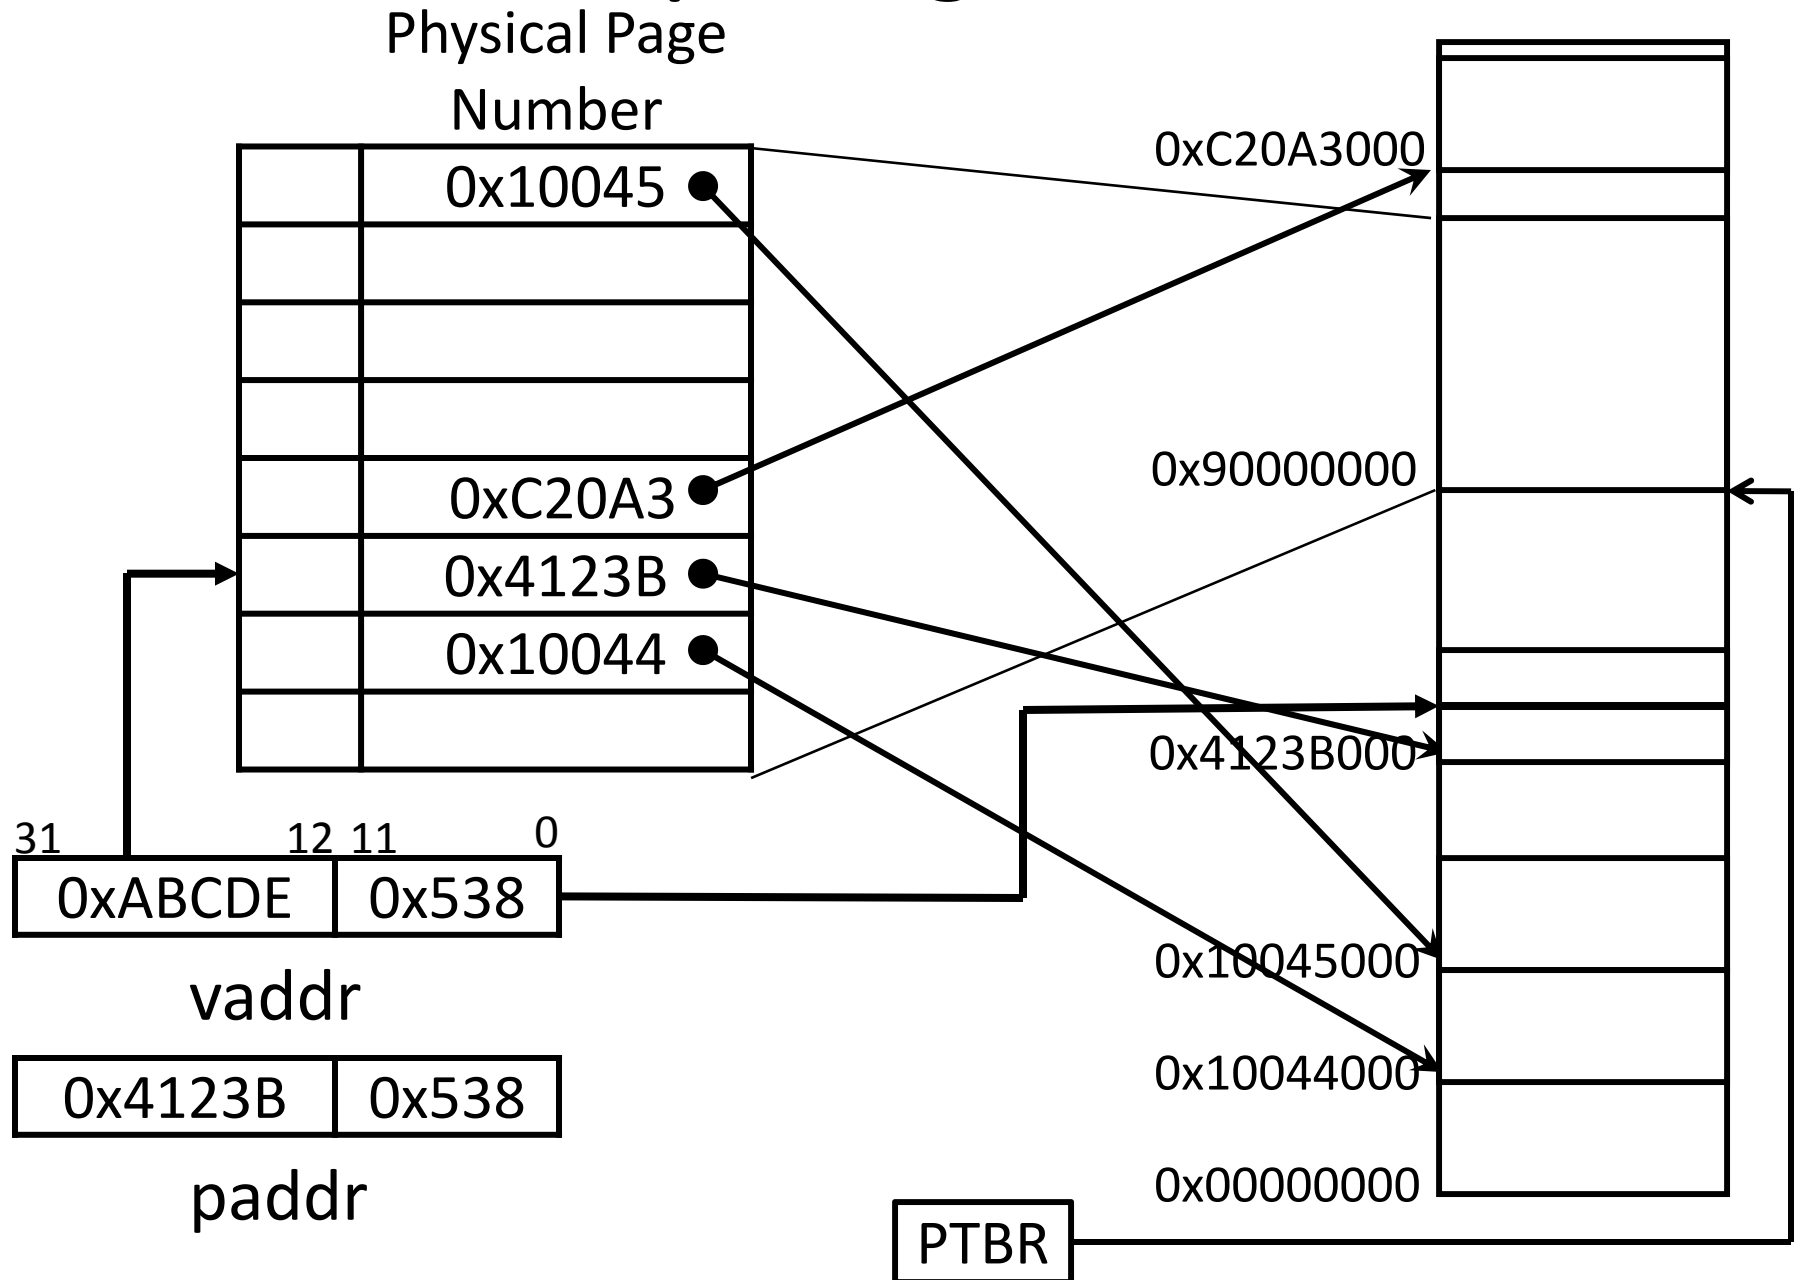 Physical Page
Number
0x10045
0xC20A3
0x4123B
0x10044
31 12 11 0
0xABCDE 0x538
vaddr
0x4123B 0x538
paddr
0xC20A3000
0x90000000
0x4123B000
0x10045000
0x10044000
0x00000000
PTBR